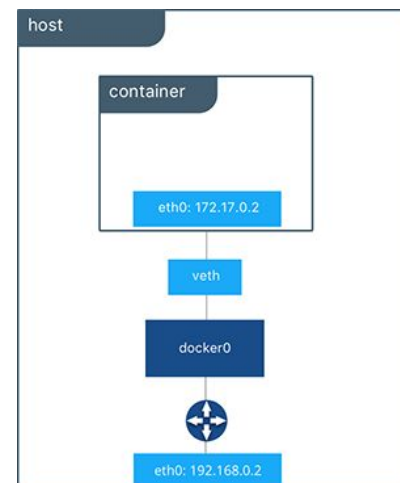 host
container
eth0: 172.17.0.2
veth
docker0
eth0: 192.168.0.2